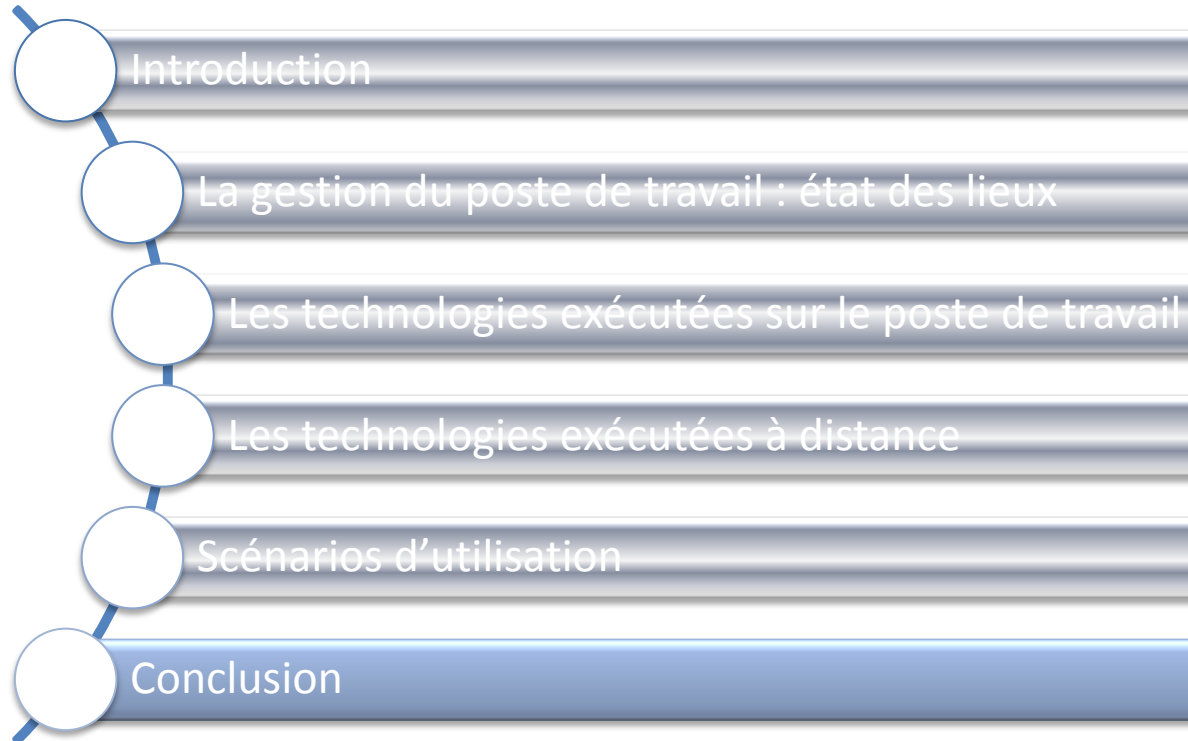 Introduction
La gestion du poste de travail : état des lieux
Les technologies exécutées sur le poste de travail
Les technologies exécutées à distance
Scénarios d’utilisation
Conclusion